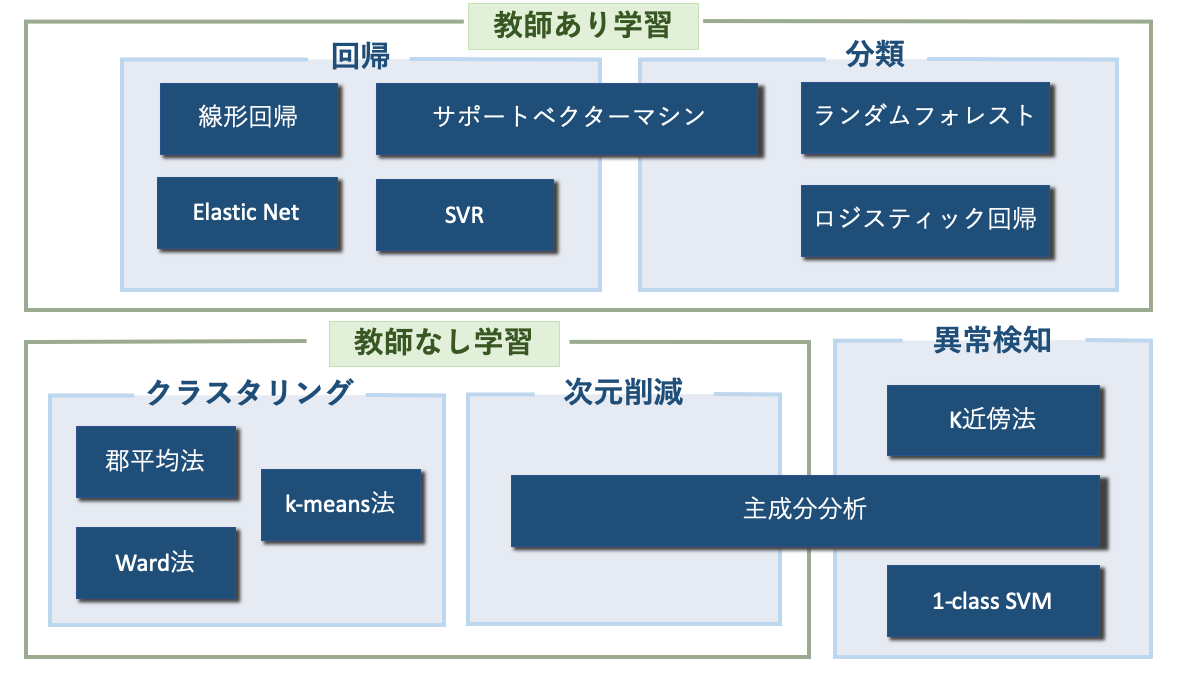 教師あり学習
回帰
分類
線形回帰
サポートベクターマシン
ランダムフォレスト
Elastic Net
SVR
ロジスティック回帰
教師なし学習
異常検知
クラスタリング
次元削減
K近傍法
郡平均法
k-means法
主成分分析
Ward法
1-class SVM